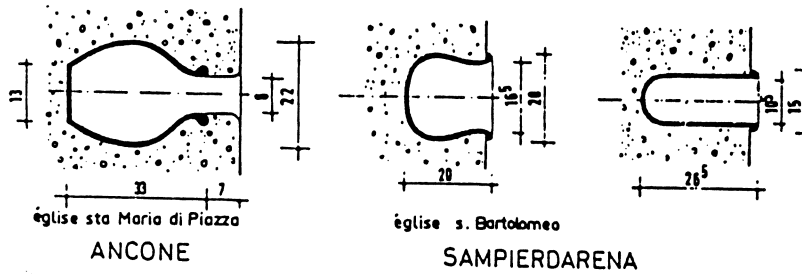 13
8
22
33
7
église sta Maria di Piazza
ANCONE
16⁵
20
20
église s. Bartolomeo
SAMPIERDARENA
10⁵
15
26⁵